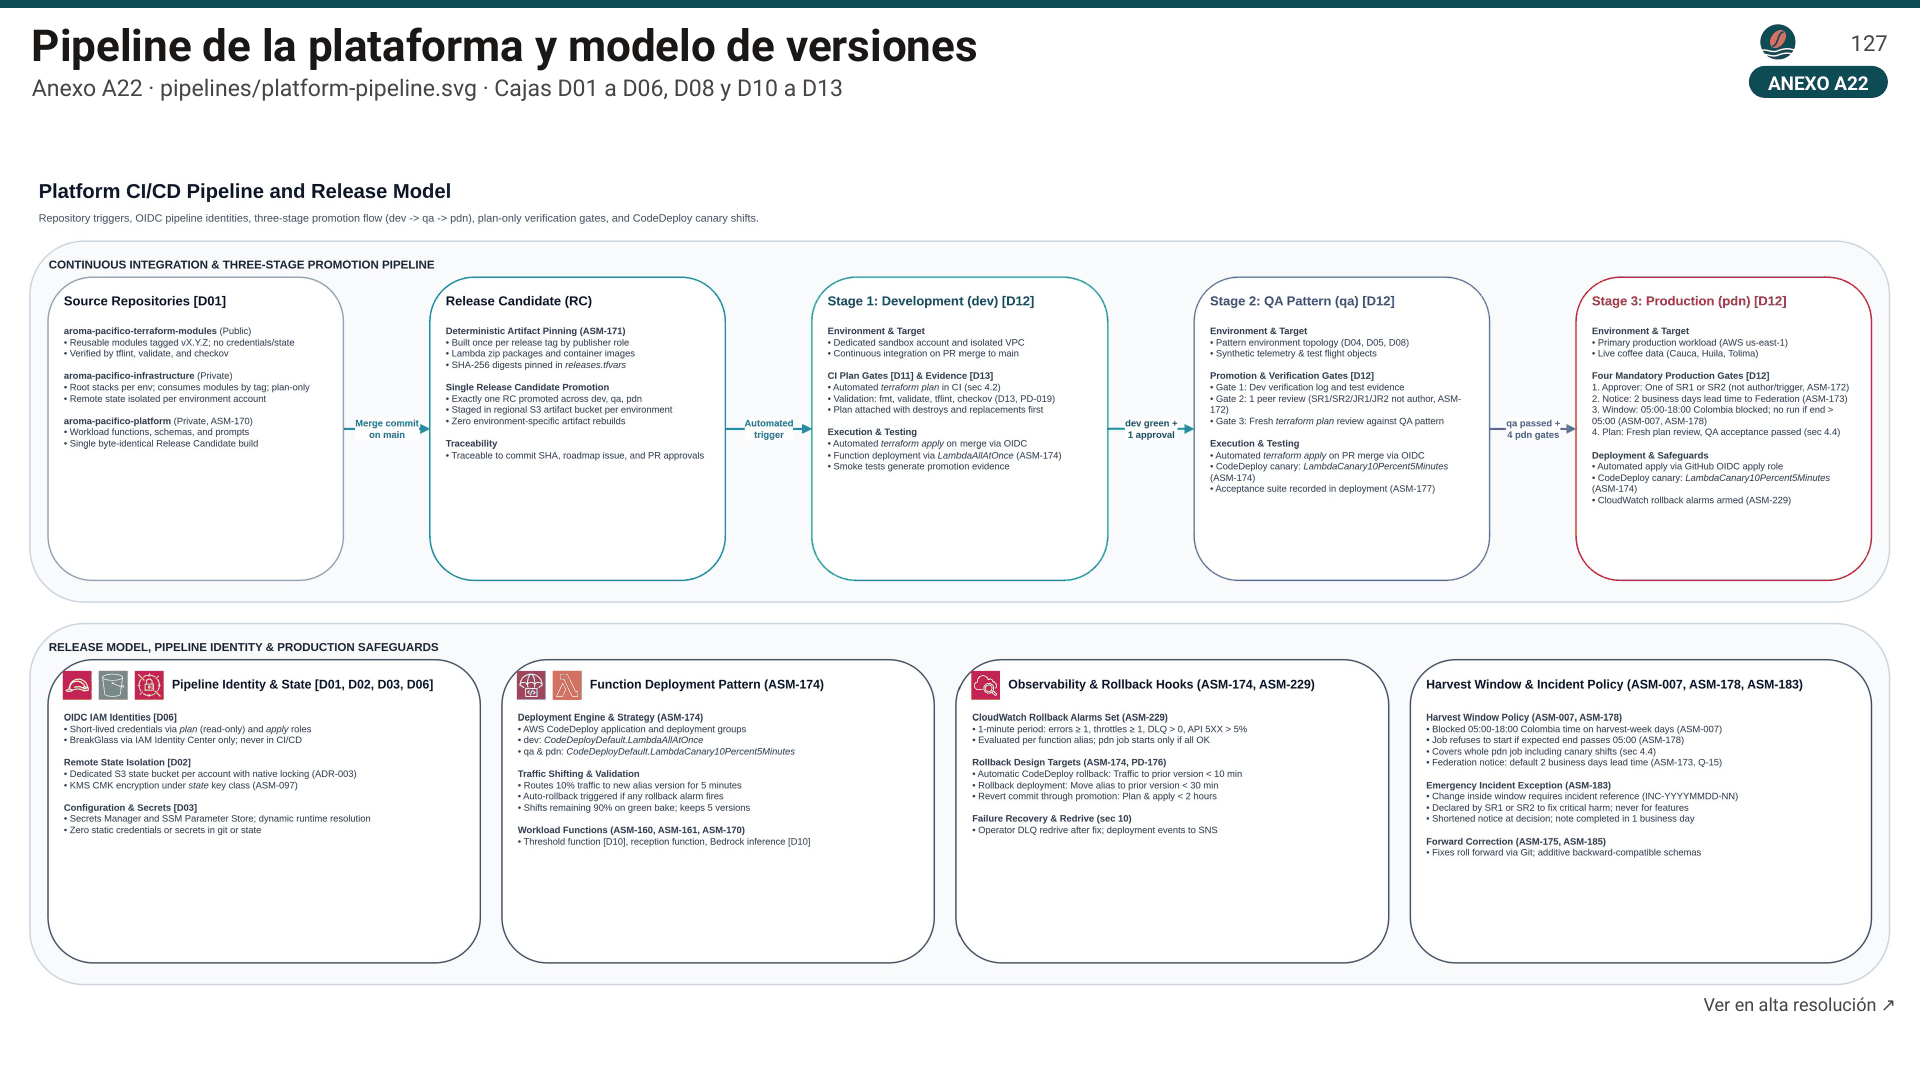 Pipeline de la plataforma y modelo de versiones
127
Anexo A22 · pipelines/platform-pipeline.svg · Cajas D01 a D06, D08 y D10 a D13
ANEXO A22
Platform CI/CD Pipeline and Release Model
Repository triggers, OIDC pipeline identities, three-stage promotion flow (dev -> qa -> pdn), plan-only verification gates, and CodeDeploy canary shifts.
CONTINUOUS INTEGRATION & THREE-STAGE PROMOTION PIPELINE
Source Repositories [D01]
aroma-pacifico-terraform-modules (Public)
• Reusable modules tagged vX.Y.Z; no credentials/state
• Verified by tflint, validate, and checkov
aroma-pacifico-infrastructure (Private)
• Root stacks per env; consumes modules by tag; plan-only
• Remote state isolated per environment account
aroma-pacifico-platform (Private, ASM-170)
• Workload functions, schemas, and prompts
• Single byte-identical Release Candidate build
Merge commit
on main
Release Candidate (RC)
Deterministic Artifact Pinning (ASM-171)
• Built once per release tag by publisher role
• Lambda zip packages and container images
• SHA-256 digests pinned in releases.tfvars
Single Release Candidate Promotion
• Exactly one RC promoted across dev, qa, pdn
• Staged in regional S3 artifact bucket per environment
• Zero environment-specific artifact rebuilds
Traceability
• Traceable to commit SHA, roadmap issue, and PR approvals
Automated
trigger
Stage 1: Development (dev) [D12]
Environment & Target
• Dedicated sandbox account and isolated VPC
• Continuous integration on PR merge to main
CI Plan Gates [D11] & Evidence [D13]
• Automated terraform plan in CI (sec 4.2)
• Validation: fmt, validate, tflint, checkov (D13, PD-019)
• Plan attached with destroys and replacements first
Execution & Testing
• Automated terraform apply on merge via OIDC
• Function deployment via LambdaAllAtOnce (ASM-174)
• Smoke tests generate promotion evidence
dev green +
1 approval
Stage 2: QA Pattern (qa) [D12]
Environment & Target
• Pattern environment topology (D04, D05, D08)
• Synthetic telemetry & test flight objects
Promotion & Verification Gates [D12]
• Gate 1: Dev verification log and test evidence
• Gate 2: 1 peer review (SR1/SR2/JR1/JR2 not author, ASM-
172)
• Gate 3: Fresh terraform plan review against QA pattern
Execution & Testing
• Automated terraform apply on PR merge via OIDC
• CodeDeploy canary: LambdaCanary10Percent5Minutes
(ASM-174)
• Acceptance suite recorded in deployment (ASM-177)
qa passed +
4 pdn gates
Stage 3: Production (pdn) [D12]
Environment & Target
• Primary production workload (AWS us-east-1)
• Live coffee data (Cauca, Huila, Tolima)
Four Mandatory Production Gates [D12]
1. Approver: One of SR1 or SR2 (not author/trigger, ASM-172)
2. Notice: 2 business days lead time to Federation (ASM-173)
3. Window: 05:00-18:00 Colombia blocked; no run if end >
05:00 (ASM-007, ASM-178)
4. Plan: Fresh plan review, QA acceptance passed (sec 4.4)
Deployment & Safeguards
• Automated apply via GitHub OIDC apply role
• CodeDeploy canary: LambdaCanary10Percent5Minutes
(ASM-174)
• CloudWatch rollback alarms armed (ASM-229)
RELEASE MODEL, PIPELINE IDENTITY & PRODUCTION SAFEGUARDS
Pipeline Identity & State [D01, D02, D03, D06]
OIDC IAM Identities [D06]
• Short-lived credentials via plan (read-only) and apply roles
• BreakGlass via IAM Identity Center only; never in CI/CD
Remote State Isolation [D02]
• Dedicated S3 state bucket per account with native locking (ADR-003)
• KMS CMK encryption under state key class (ASM-097)
Configuration & Secrets [D03]
• Secrets Manager and SSM Parameter Store; dynamic runtime resolution
• Zero static credentials or secrets in git or state
Function Deployment Pattern (ASM-174)
Deployment Engine & Strategy (ASM-174)
• AWS CodeDeploy application and deployment groups
• dev: CodeDeployDefault.LambdaAllAtOnce
• qa & pdn: CodeDeployDefault.LambdaCanary10Percent5Minutes
Traffic Shifting & Validation
• Routes 10% traffic to new alias version for 5 minutes
• Auto-rollback triggered if any rollback alarm fires
• Shifts remaining 90% on green bake; keeps 5 versions
Workload Functions (ASM-160, ASM-161, ASM-170)
• Threshold function [D10], reception function, Bedrock inference [D10]
Observability & Rollback Hooks (ASM-174, ASM-229)
CloudWatch Rollback Alarms Set (ASM-229)
• 1-minute period: errors ≥ 1, throttles ≥ 1, DLQ > 0, API 5XX > 5%
• Evaluated per function alias; pdn job starts only if all OK
Rollback Design Targets (ASM-174, PD-176)
• Automatic CodeDeploy rollback: Traffic to prior version < 10 min
• Rollback deployment: Move alias to prior version < 30 min
• Revert commit through promotion: Plan & apply < 2 hours
Failure Recovery & Redrive (sec 10)
• Operator DLQ redrive after fix; deployment events to SNS
Harvest Window & Incident Policy (ASM-007, ASM-178, ASM-183)
Harvest Window Policy (ASM-007, ASM-178)
• Blocked 05:00-18:00 Colombia time on harvest-week days (ASM-007)
• Job refuses to start if expected end passes 05:00 (ASM-178)
• Covers whole pdn job including canary shifts (sec 4.4)
• Federation notice: default 2 business days lead time (ASM-173, Q-15)
Emergency Incident Exception (ASM-183)
• Change inside window requires incident reference (INC-YYYYMMDD-NN)
• Declared by SR1 or SR2 to fix critical harm; never for features
• Shortened notice at decision; note completed in 1 business day
Forward Correction (ASM-175, ASM-185)
• Fixes roll forward via Git; additive backward-compatible schemas
Ver en alta resolución ↗